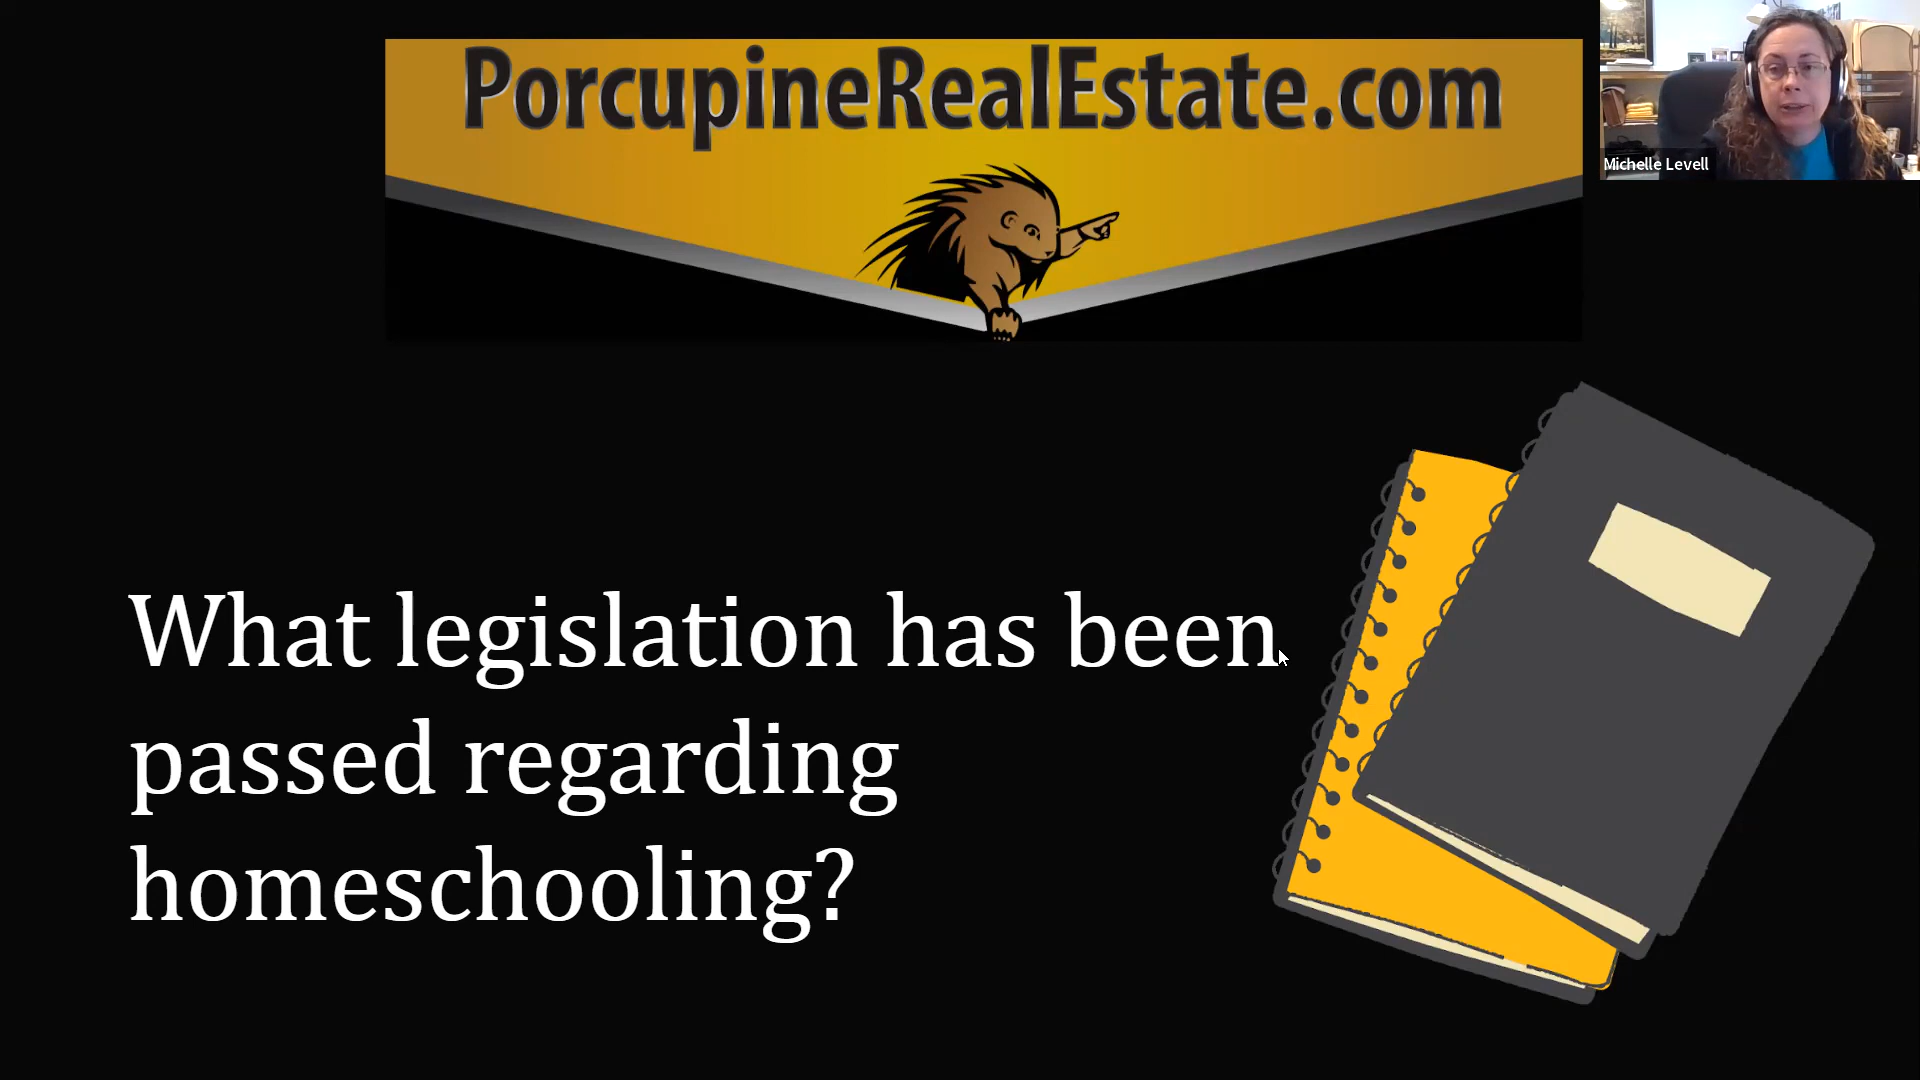 PorcupineRealEstate.com
Michelle Levell
What legislation has been
passed regarding
homeschooling?